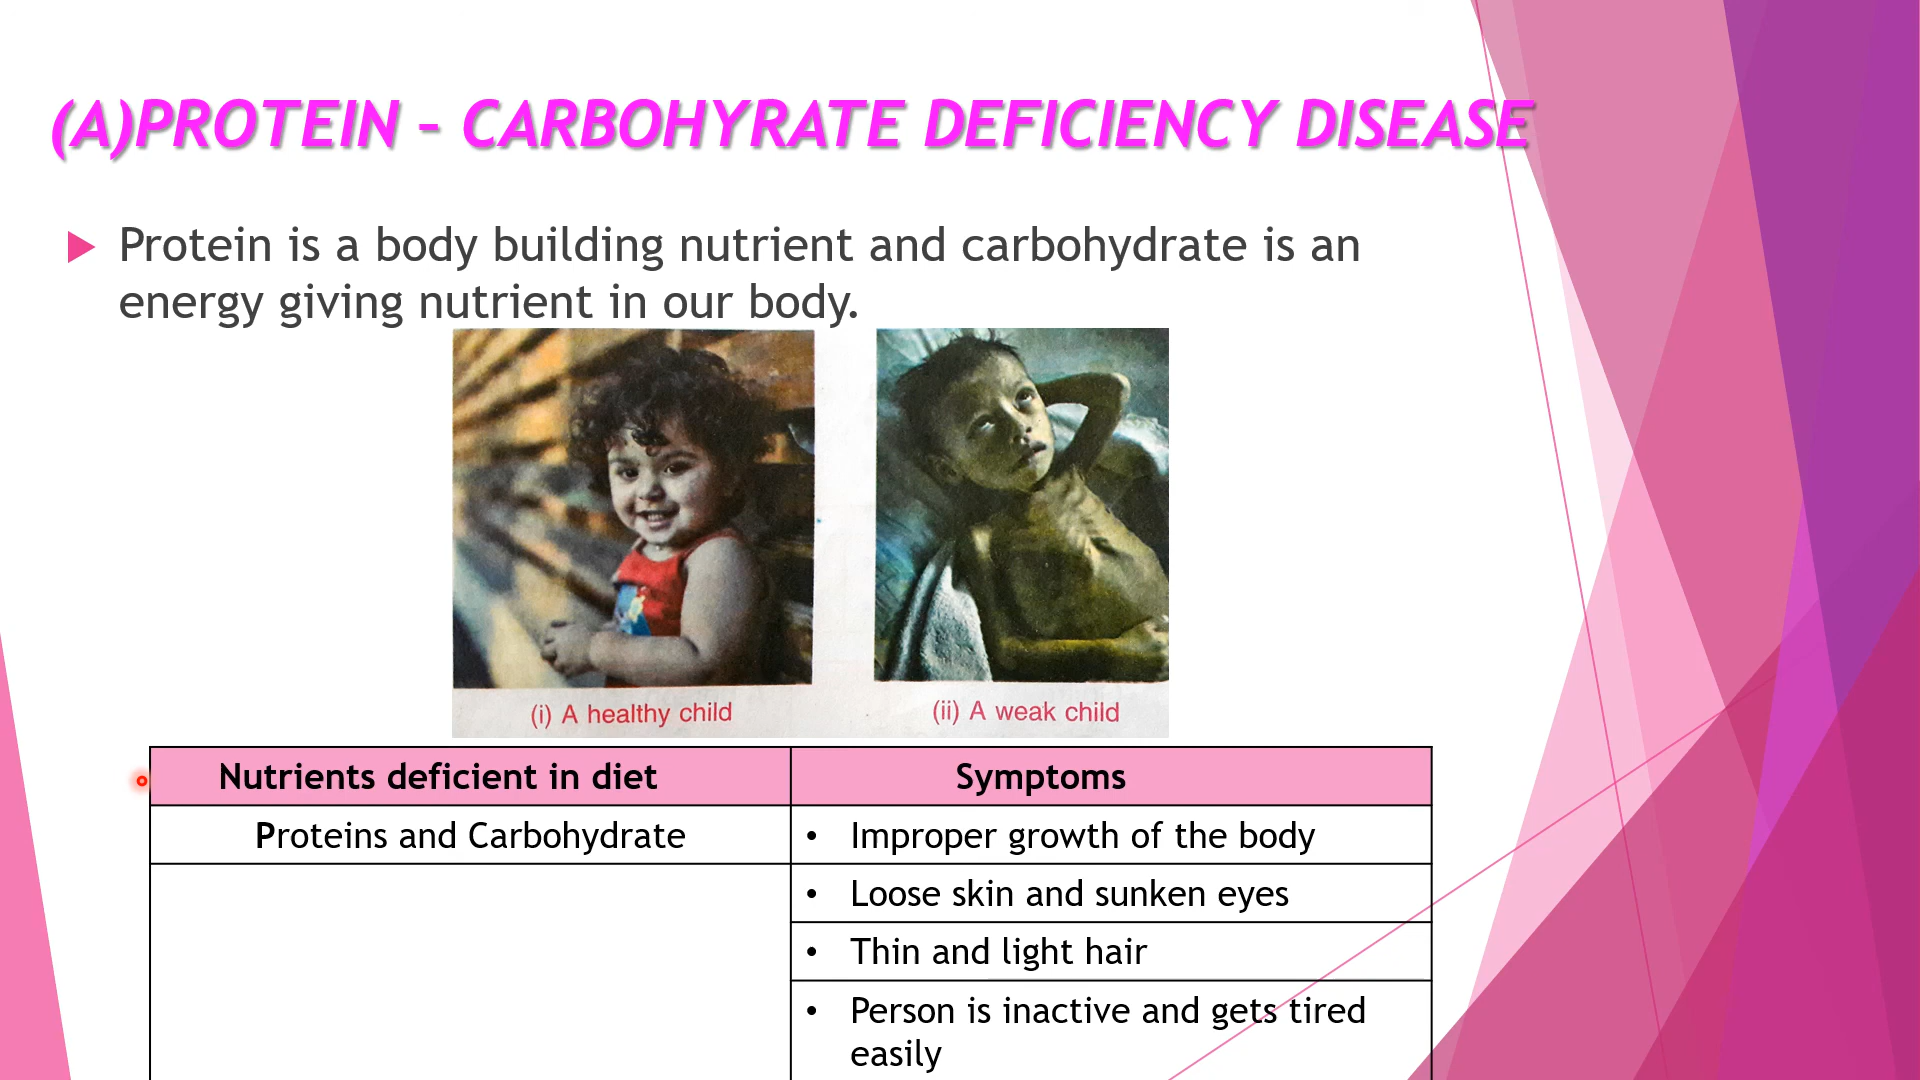 (A)PROTEIN – CARBOHYRATE DEFICIENCY DISEASE
Protein is a body building nutrient and carbohydrate is an
energy giving nutrient in our body.
(i) A healthy child
(ii) A weak child
Nutrients deficient in diet
Symptoms
Proteins and Carbohydrate
• Improper growth of the body
• Loose skin and sunken eyes
• Thin and light hair
• Person is inactive and gets tired
easily